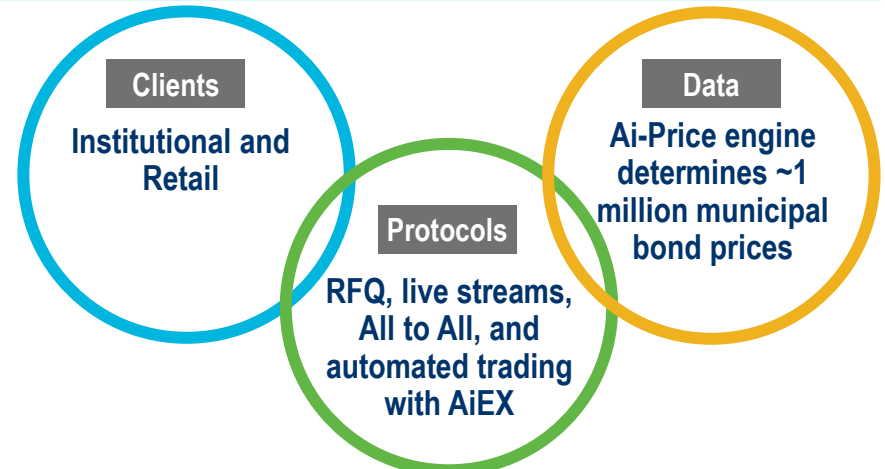 Clients
Institutional and
Retail
Protocols
RFQ, live streams,
All to All, and
automated trading
with AiEX
Data
Ai-Price engine
determines ~1
million municipal
bond prices